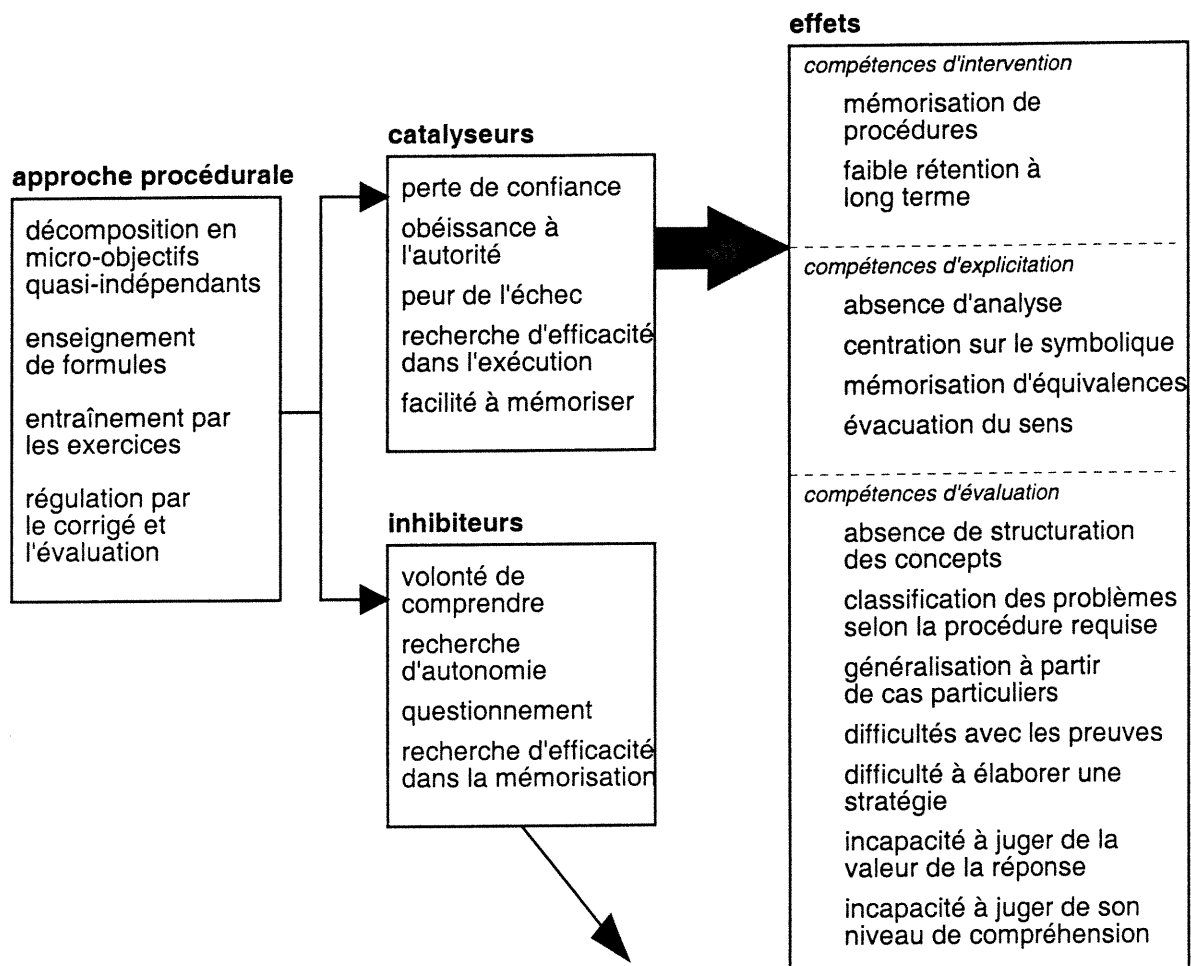 approche procédurale
décomposition en
micro-objectifs
quasi-indépendants
enseignement
de formules
entraînement par
les exercices
régulation par
le corrigé et
l'évaluation
catalyseurs
perte de confiance
obéissance à
l'autorité
peur de l'échec
recherche d'efficacité
dans l'exécution
facilité à mémoriser
inhibiteurs
volonté de
comprendre
recherche
d'autonomie
questionnement
recherche d'efficacité
dans la mémorisation
effets
compétences d'intervention
mémorisation de
procédures
faible rétention à
long terme
compétences d'explicitation
absence d'analyse
centration sur le symbolique
mémorisation d'équivalences
évacuation du sens
compétences d'évaluation
absence de structuration
des concepts
classification des problèmes
selon la procédure requise
généralisation à partir
de cas particuliers
difficultés avec les preuves
difficulté à élaborer une
stratégie
incapacité à juger de la
valeur de la réponse
incapacité à juger de son
niveau de compréhension